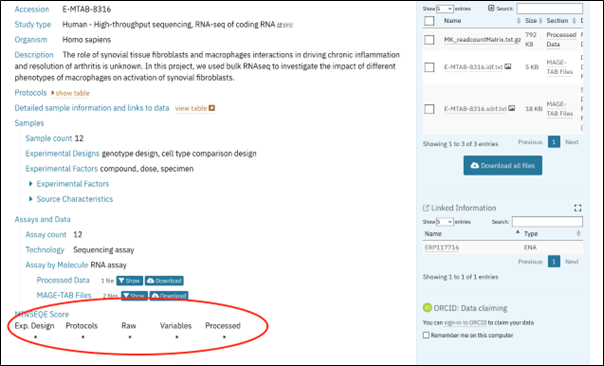 Accession E-MTAB-8316
Study type Human - High-throughput sequencing, RNA-seq of coding RNA EFO
Organism Homo sapiens
Description The role of synovial tissue fibroblasts and macrophages interactions in driving chronic inflammation
and resolution of arthritis is unknown. In this project, we used bulk RNAseq to investigate the impact of different
phenotypes of macrophages on activation of synovial fibroblasts.
Protocols show table
Detailed sample information and links to data view table
Samples
Sample count 12
Experimental Designs genotype design, cell type comparison design
Experimental Factors compound, dose, specimen
Experimental Factors
Source Characteristics
Assays and Data
Assay count 12
Technology Sequencing assay
Assay by Molecule RNA assay
Processed Data 1 file Show Download
MAGE-TAB Files 2 files Show Download
MINSEQE Score
Exp. Design Protocols Raw Variables Processed
* * * * *
Show 5 entries Search:
Name Size Section
MK_readcountMatrix.txt.gz 792 KB Processed Data
E-MTAB-8316.idf.txt 5 KB MAGE-TAB Files
E-MTAB-8316.sdrf.txt 18 KB MAGE-TAB Files
Showing 1 to 3 of 3 entries Previous 1 Next
Download all files
Linked Information
Show 5 entries Search:
Name Type
ERP117716 ENA
Previous 1 Next
Showing 1 to 1 of 1 entries
iD ORCID: Data claiming
You can sign-in to ORCID to claim your data
Remember me on this computer